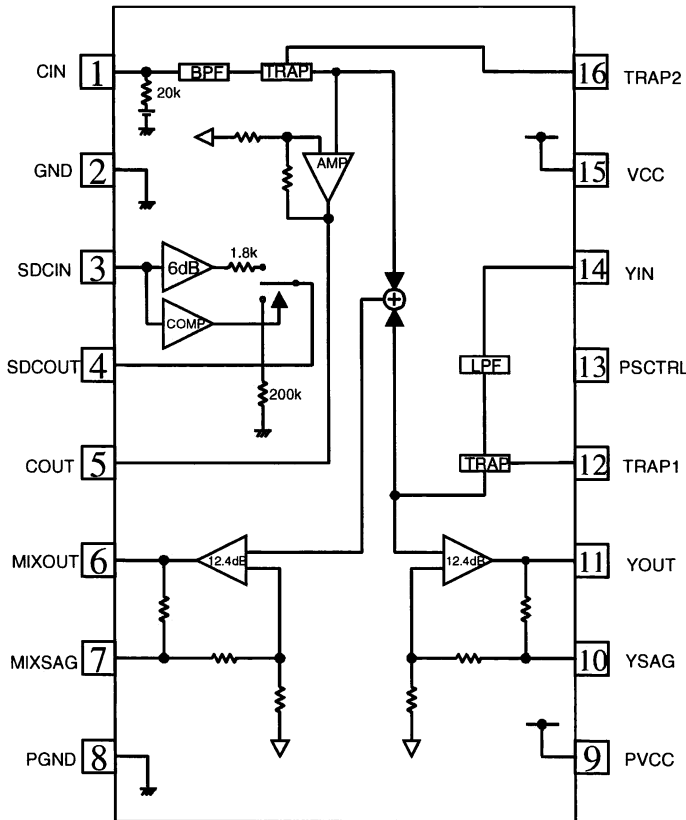 CIN 1 BPF TRAP 16 TRAP2
20k
GND 2 AMP 15 VCC
SDCIN 3 6dB 1.8k 14 YIN
COMP
SDCOUT 4 200k LPF 13 PSCTRL
COUT 5 TRAP 12 TRAP1
MIXOUT 6 12.4dB 12.4dB 11 YOUT
MIXSAG 7 10 YSAG
PGND 8 9 PVCC